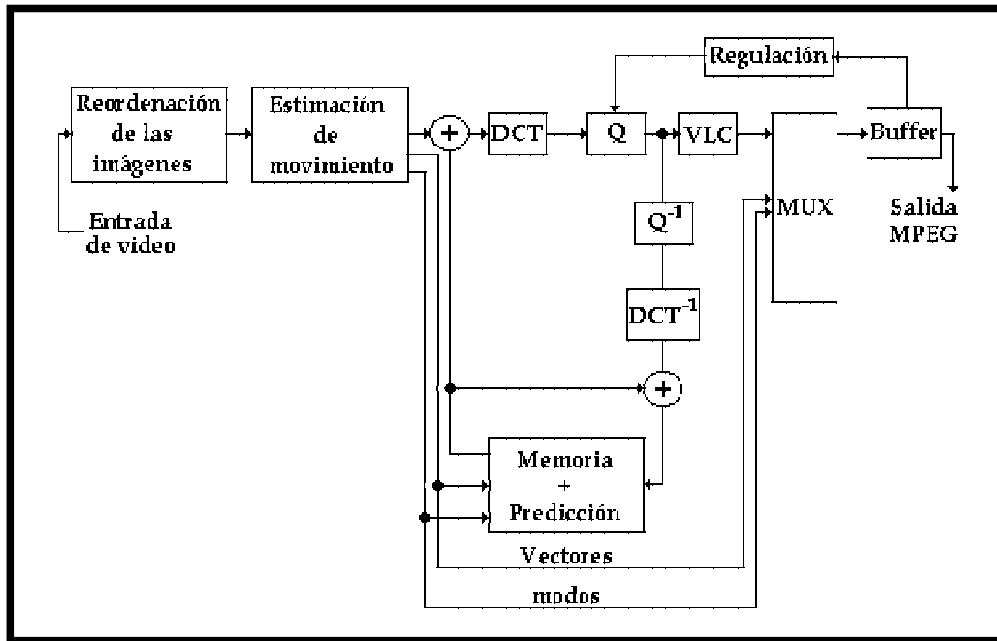 Regulación
Reordenación
de las
imágenes
Estimación
de
movimiento
+
DCT
Q
VLC
MUX
Buffer
Entrada
de vídeo
Salida
MPEG
Q⁻¹
DCT⁻¹
+
Memoria
+
Predicción
Vectores
modos